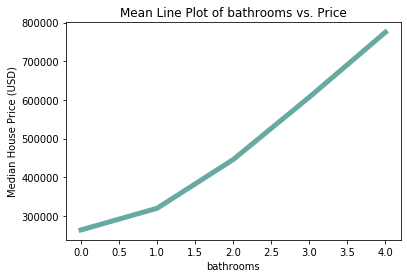 Mean Line Plot of bathrooms vs. Price
Median House Price (USD)
800000
700000
600000
500000
400000
300000
0.0 0.5 1.0 1.5 2.0 2.5 3.0 3.5 4.0
bathrooms